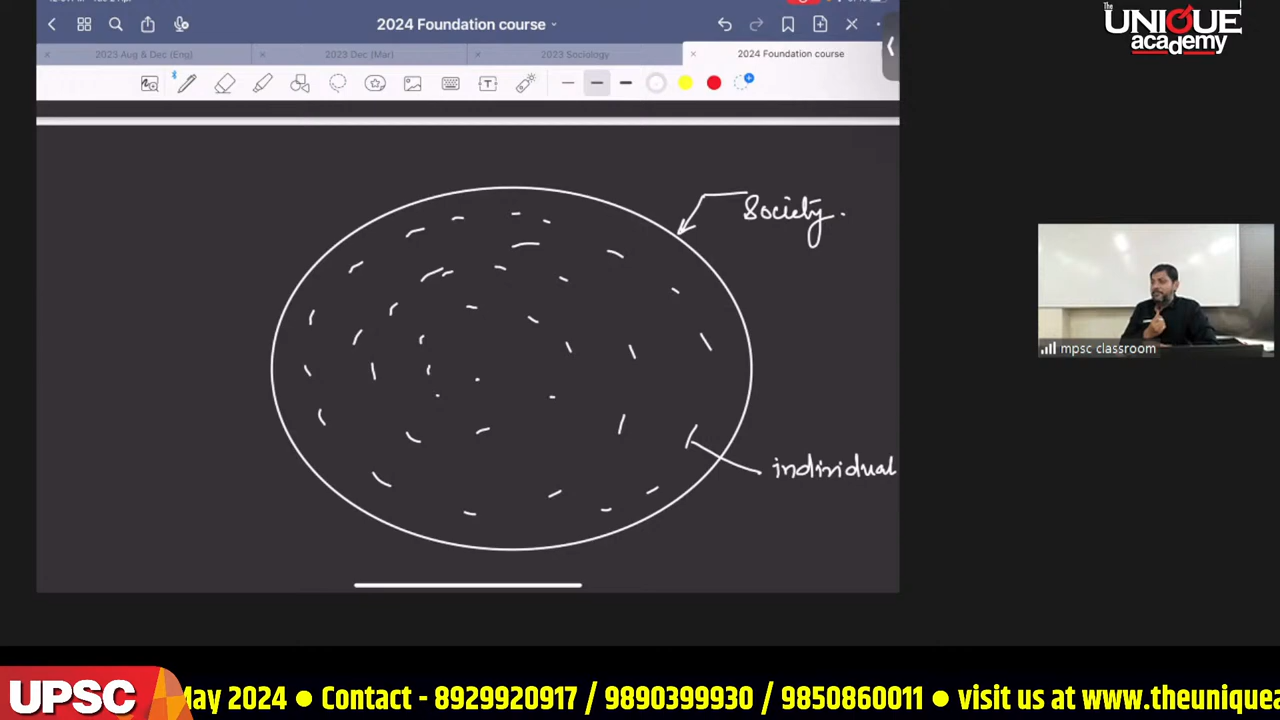 2024 Foundation course
The
UNIQUE
academy
2023 Aug & Dec (Eng)
2023 Dec (Mar)
2023 Sociology
2024 Foundation course
T
Society.
mpsc classroom
individual
UPSC
May 2024 ● Contact - 8929920917 / 9890399930 / 9850860011 ● visit us at www.theunique